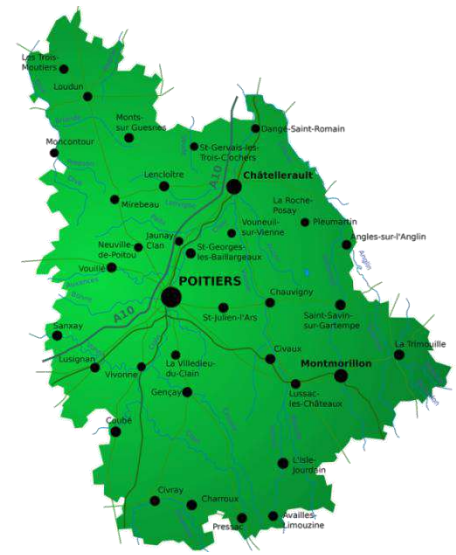 Les Trois-
Moutiers
Loudun
Monts-
sur Guesnes
Moncontour
Dangé-Saint-Romain
St-Gervais-les-
Trois-Clochers
A10
Lencloître
Châtellerault
Mirebeau
La Roche-
Posay
Pleumartin
Vouneuil-
sur-Vienne
Jaunay
Clan
Angles-sur-l'Anglin
Neuville-
de-Poitou
St-Georges-
les-Baillargeaux
Anglin
Vouillé
POITIERS
Chauvigny
St-Julien-l'Ars
Saint-Savin-
sur-Gartempe
A10
Sanxay
La Trimouille
Lusignan
Vivonne
La Villedieu-
du-Clain
Civaux
Montmorillon
Gençay
Lussac-
les-Châteaux
Couhé
L'Isle-
Jourdain
Civray
Charroux
Pressac
Availles-
Limouzine